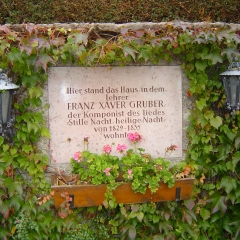 Hier stand das Haus, in dem
Lehrer
FRANZ XAVER GRUBER
der Komponist des Liedes
„Stille Nacht, heilige Nacht“
von 1829 - 1835
wohnte